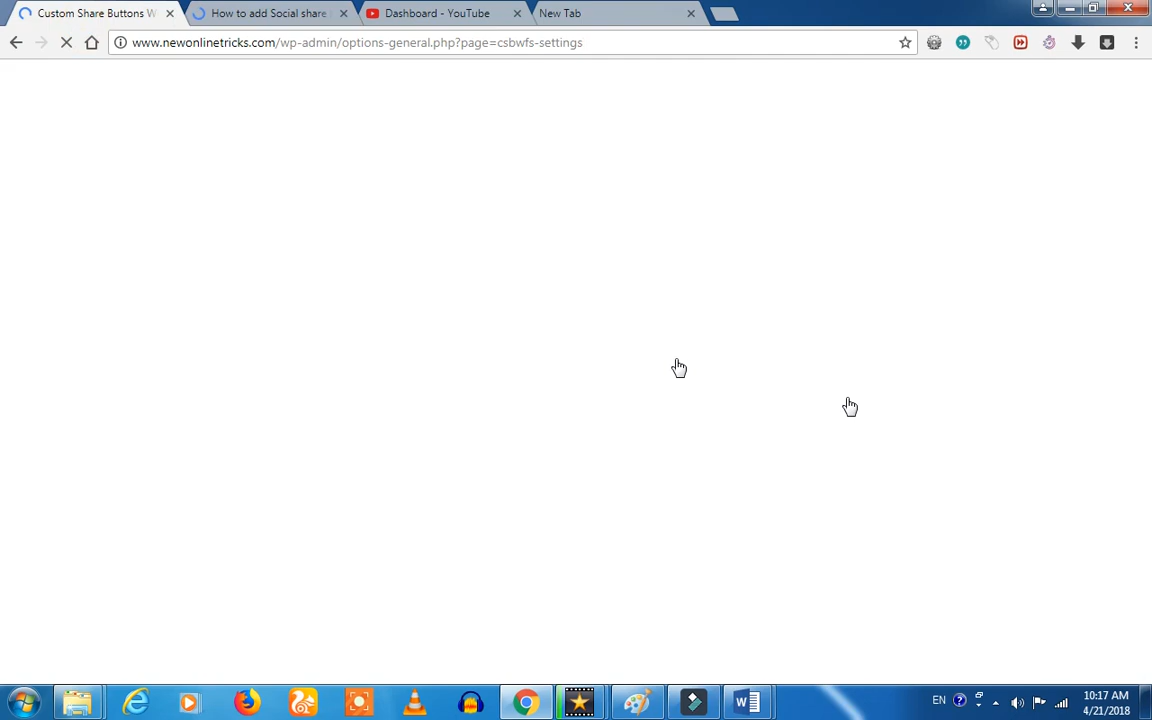 Custom Share Buttons W
How to add Social share
Dashboard - YouTube
New Tab
www.newonlinetricks.com/wp-admin/options-general.php?page=csbwfs-settings
EN
10:17 AM
4/21/2018